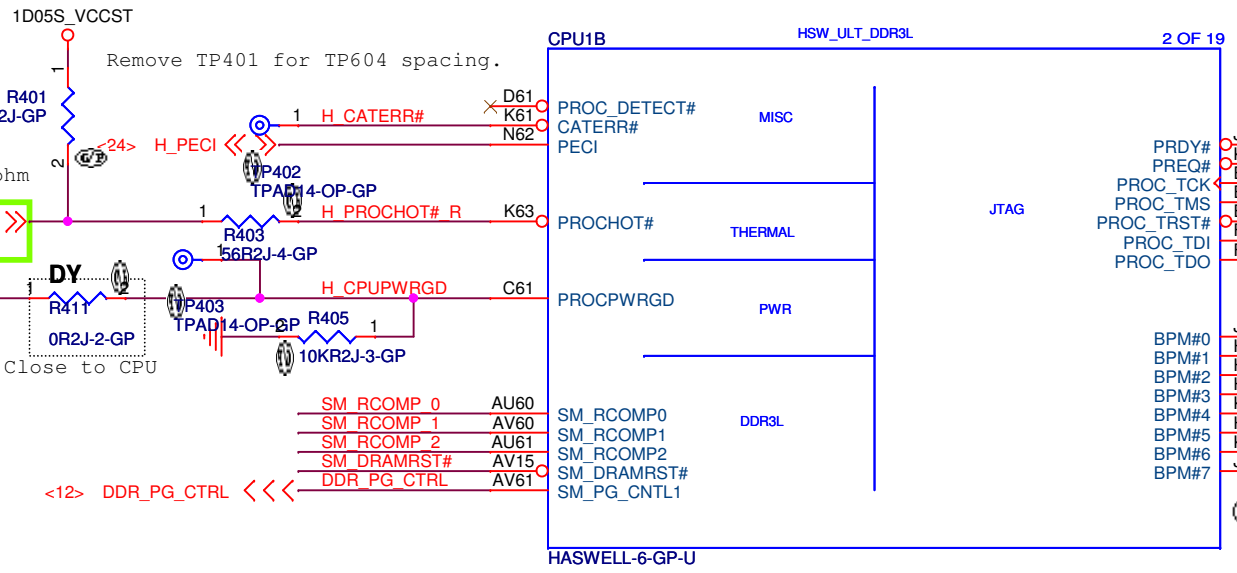 1D05S_VCCST
Remove TP401 for TP604 spacing.
CPU1B
HSW_ULT_DDR3L
2 OF 19
1
R401
2J-GP
2
G/P
ohm
<24> H_PECI
1 H_CATERR#
TP402
TPAD14-OP-GP
D61 PROC_DETECT#
K61 CATERR#
N62 PECI
MISC
1 2 H_PROCHOT#_R K63 PROCHOT#
R403
56R2J-4-GP
THERMAL
1
DY
1 2
R411
0R2J-2-GP
Close to CPU
TP403
TPAD14-OP-GP
H_CPUPWRGD C61 PROCPWRGD
PWR
2 R405 1
10KR2J-3-GP
SM_RCOMP_0 AU60 SM_RCOMP0
SM_RCOMP_1 AV60 SM_RCOMP1
SM_RCOMP_2 AU61 SM_RCOMP2
SM_DRAMRST# AV15 SM_DRAMRST#
<12> DDR_PG_CTRL DDR_PG_CTRL AV61 SM_PG_CNTL1
DDR3L
JTAG
PRDY#
PREQ#
PROC_TCK
PROC_TMS
PROC_TRST#
PROC_TDI
PROC_TDO
BPM#0
BPM#1
BPM#2
BPM#3
BPM#4
BPM#5
BPM#6
BPM#7
HASWELL-6-GP-U